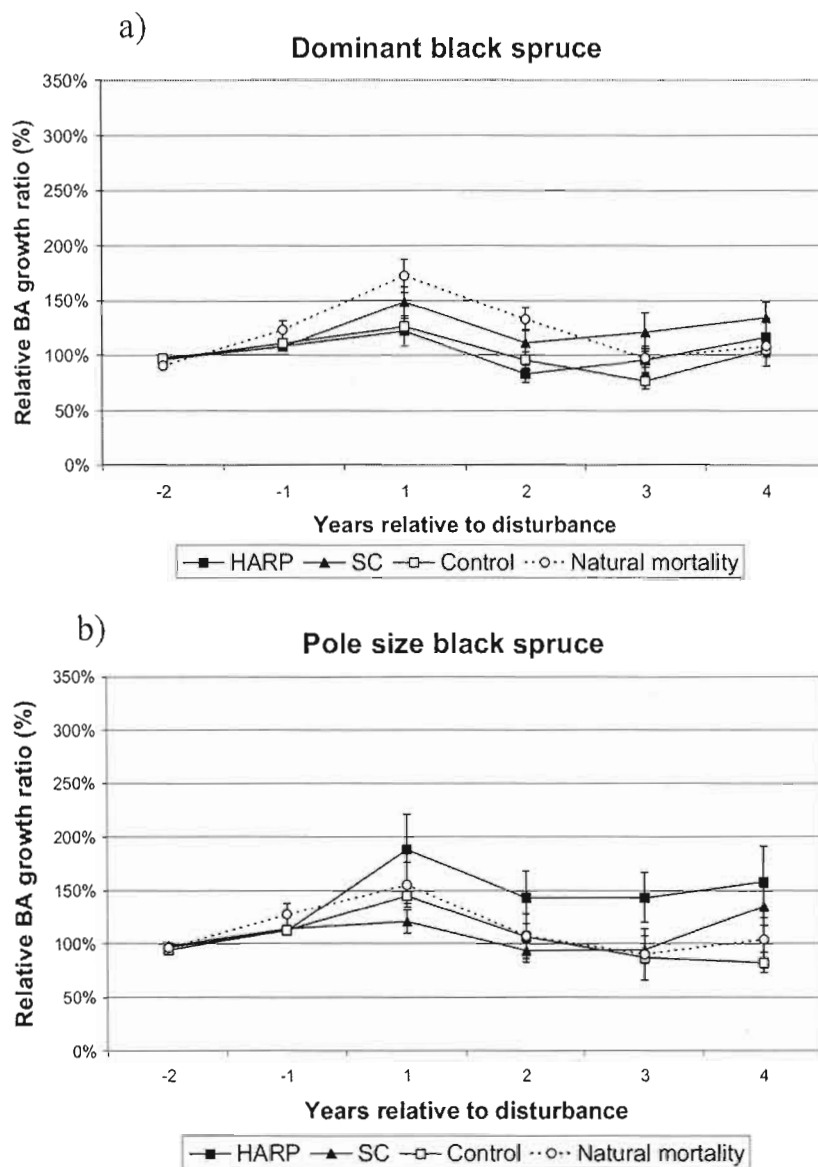 a)
Dominant black spruce
Relative BA growth ratio (%)
350%
300%
250%
200%
150%
100%
50%
0%
-2 -1 1 2 3 4
Years relative to disturbance
HARP SC Control Natural mortality
b)
Pole size black spruce
Relative BA growth ratio (%)
350%
300%
250%
200%
150%
100%
50%
0%
-2 -1 1 2 3 4
Years relative to disturbance
HARP SC Control Natural mortality